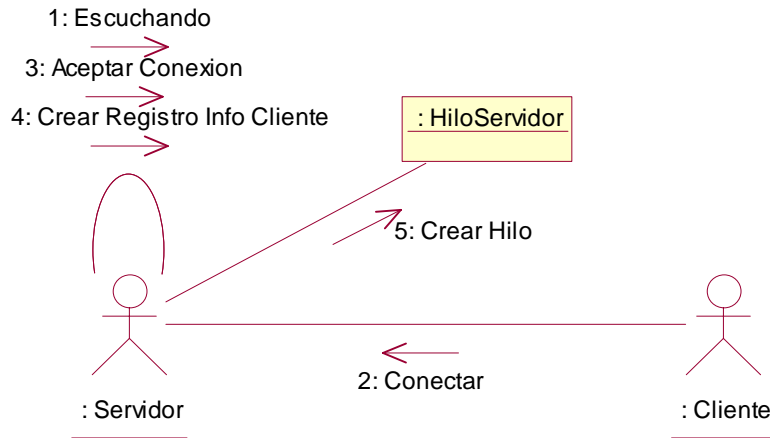 1: Escuchando
3: Aceptar Conexion
4: Crear Registro Info Cliente
: HiloServidor
5: Crear Hilo
2: Conectar
: Servidor
: Cliente